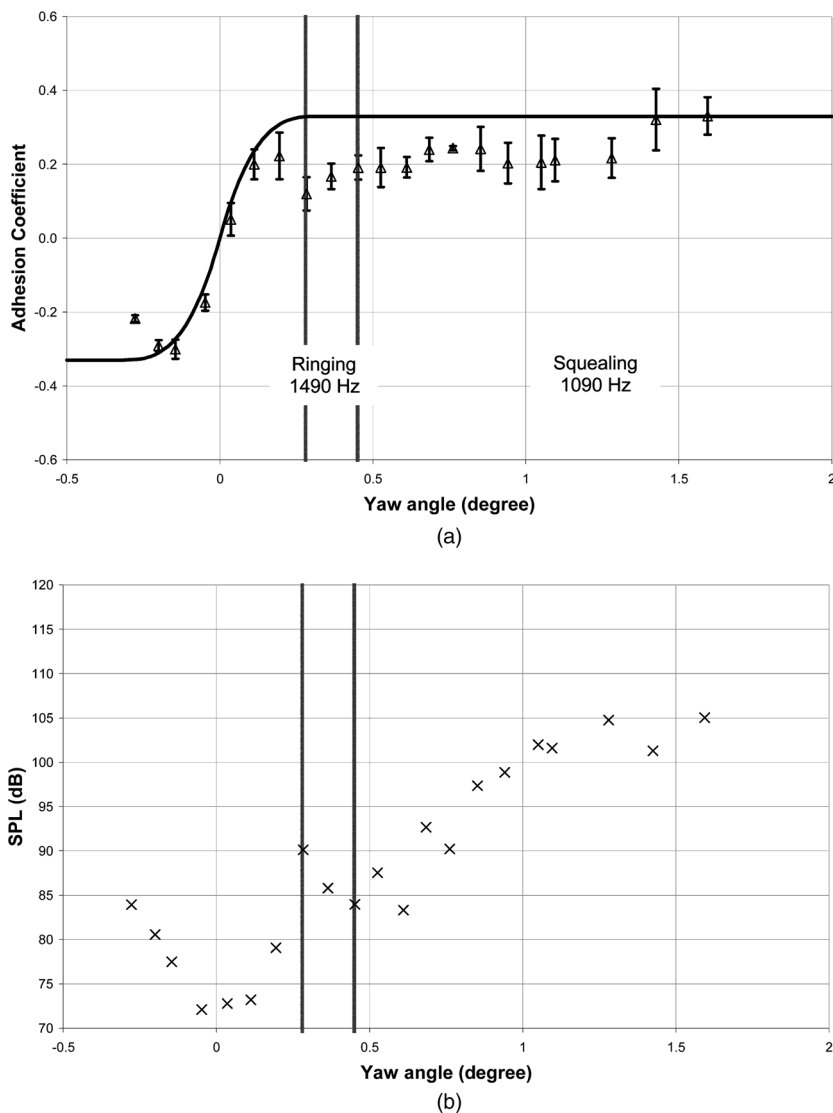 0.6
0.4
0.2
0.0
-0.2
-0.4
-0.6
Adhesion Coefficient
Ringing
1490 Hz
Squealing
1090 Hz
-0.5 0 0.5 1 1.5 2
Yaw angle (degree)
(a)
120
115
110
105
100
95
90
85
80
75
70
SPL (dB)
-0.5 0 0.5 1 1.5 2
Yaw angle (degree)
(b)